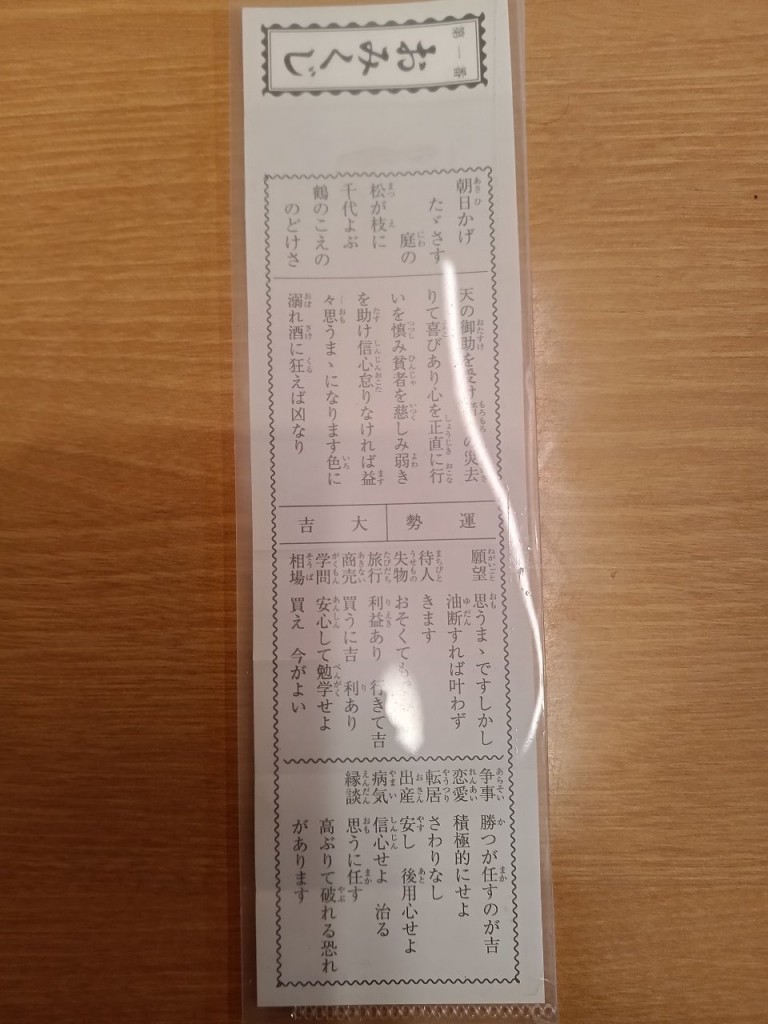 第一番
おみくじ
朝日かげ
たゞさす
庭の
松が枝に
千代よぶ
鶴のこえの
のどけさ
天の御助を受け の災去
りて喜びあり心を正直に行
いを慎み貧者を慈しみ弱き
を助け信心怠りなければ益
々思うまゝになります色に
溺れ酒に狂えば凶なり
運勢 大吉
願望 思うまゝですしかし
油断すれば叶わず
待人 きます
失物 おそくても
旅行 利益あり 行きて吉
商売 買うに吉 利あり
学問 安心して勉学せよ
相場 買え 今がよい
争事 勝つが任すのが吉
恋愛 積極的にせよ
転居 さわりなし
出産 安し 後用心せよ
病気 信心せよ 治る
縁談 思うに任す
高ぶりて破れる恐れ
があります